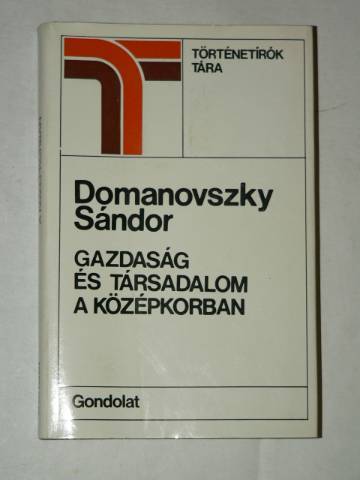 TÖRTÉNETÍRÓK
TÁRA
Domanovszky
Sándor
GAZDASÁG
ÉS TÁRSADALOM
A KÖZÉPKORBAN
Gondolat